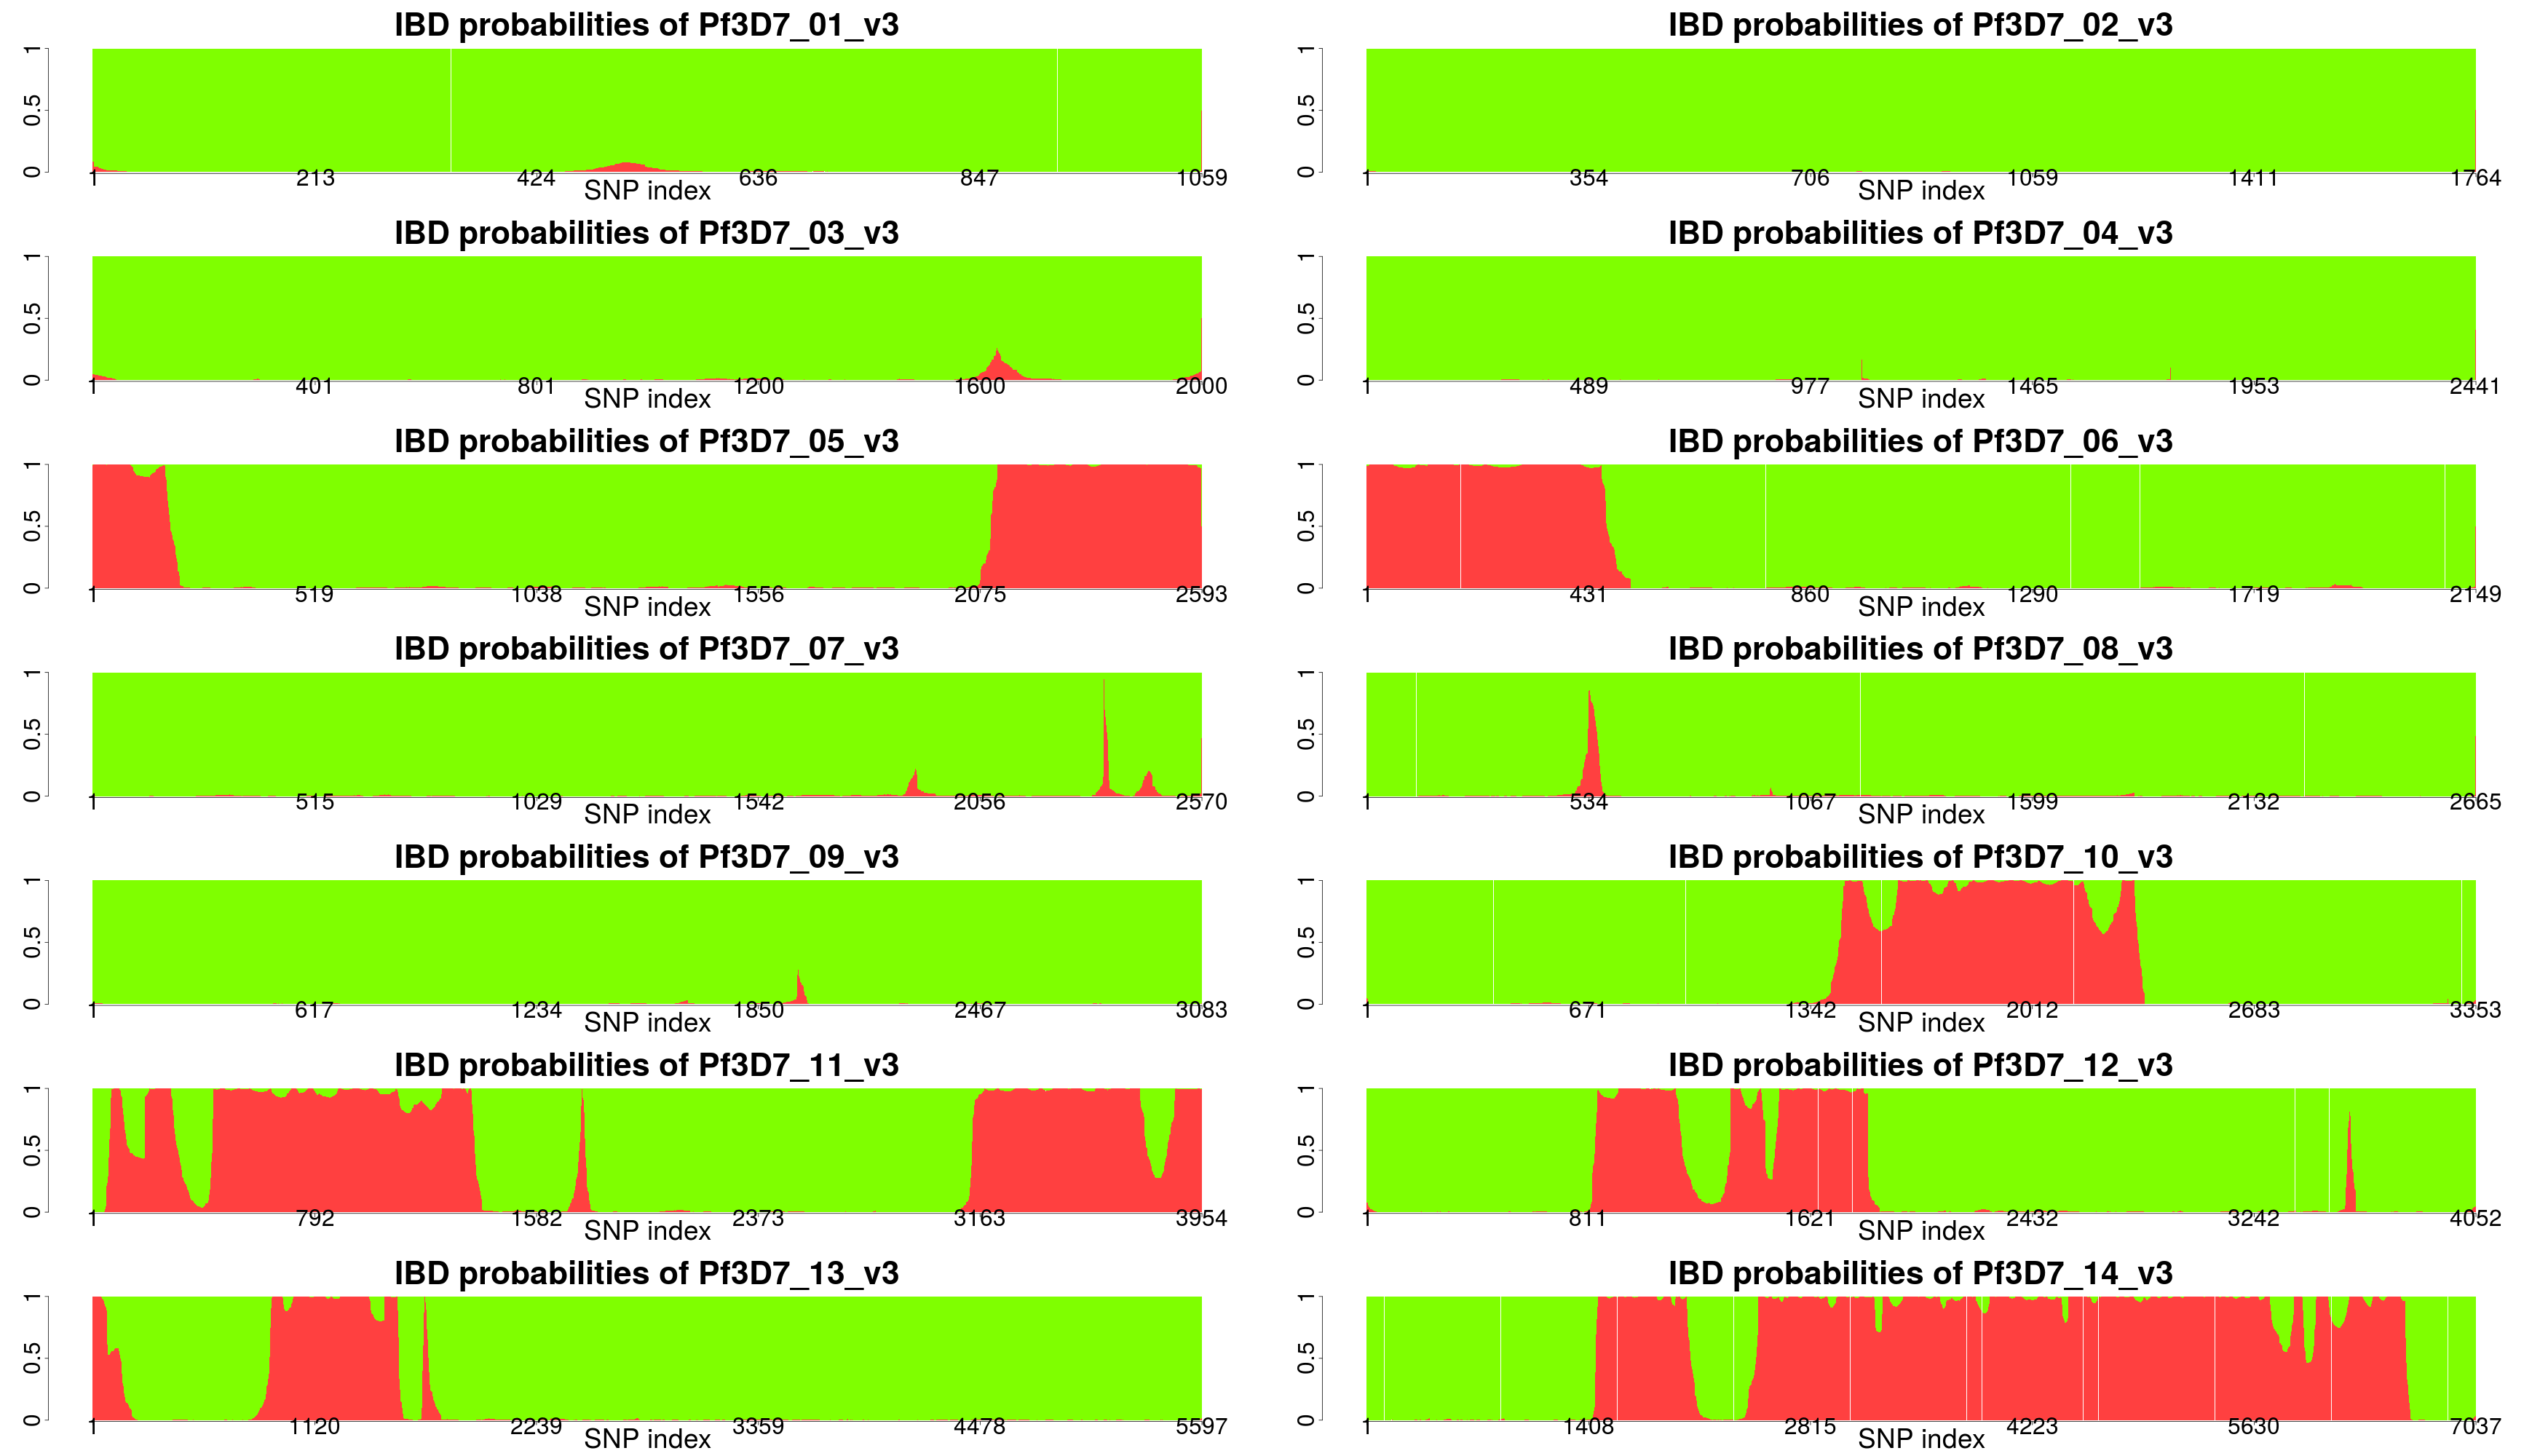 IBD probabilities of Pf3D7_01_v3
0 0.5 1
1 213 424 636 847 1059
SNP index
IBD probabilities of Pf3D7_02_v3
0 0.5 1
1 354 706 1059 1411 1764
SNP index
IBD probabilities of Pf3D7_03_v3
0 0.5 1
1 401 801 1200 1600 2000
SNP index
IBD probabilities of Pf3D7_04_v3
0 0.5 1
1 489 977 1465 1953 2441
SNP index
IBD probabilities of Pf3D7_05_v3
0 0.5 1
1 519 1038 1556 2075 2593
SNP index
IBD probabilities of Pf3D7_06_v3
0 0.5 1
1 431 860 1290 1719 2149
SNP index
IBD probabilities of Pf3D7_07_v3
0 0.5 1
1 515 1029 1542 2056 2570
SNP index
IBD probabilities of Pf3D7_08_v3
0 0.5 1
1 534 1067 1599 2132 2665
SNP index
IBD probabilities of Pf3D7_09_v3
0 0.5 1
1 617 1234 1850 2467 3083
SNP index
IBD probabilities of Pf3D7_10_v3
0 0.5 1
1 671 1342 2012 2683 3353
SNP index
IBD probabilities of Pf3D7_11_v3
0 0.5 1
1 792 1582 2373 3163 3954
SNP index
IBD probabilities of Pf3D7_12_v3
0 0.5 1
1 811 1621 2432 3242 4052
SNP index
IBD probabilities of Pf3D7_13_v3
0 0.5 1
1 1120 2239 3359 4478 5597
SNP index
IBD probabilities of Pf3D7_14_v3
0 0.5 1
1 1408 2815 4223 5630 7037
SNP index